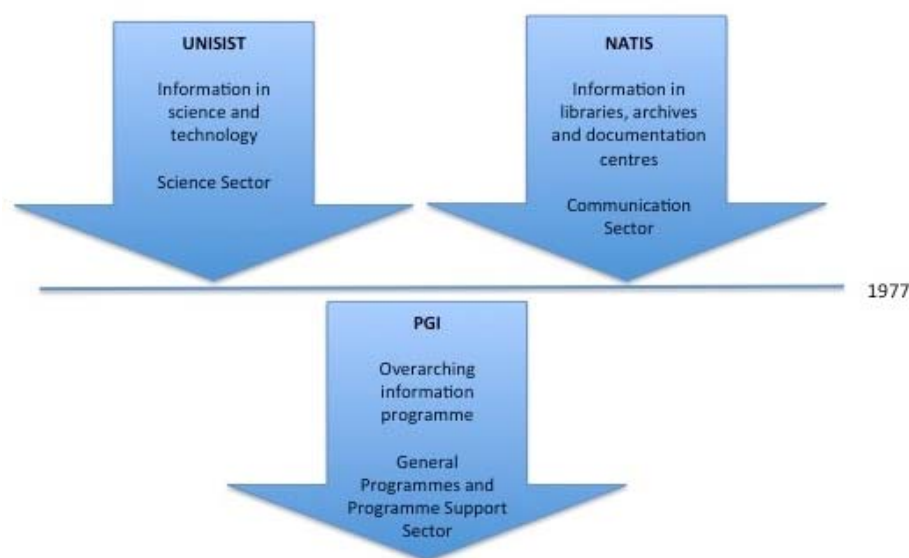 UNISIST
Information in
science and
technology
Science Sector
NATIS
Information in
libraries, archives
and documentation
centres
Communication
Sector
1977
PGI
Overarching
information
programme
General
Programmes and
Programme Support
Sector